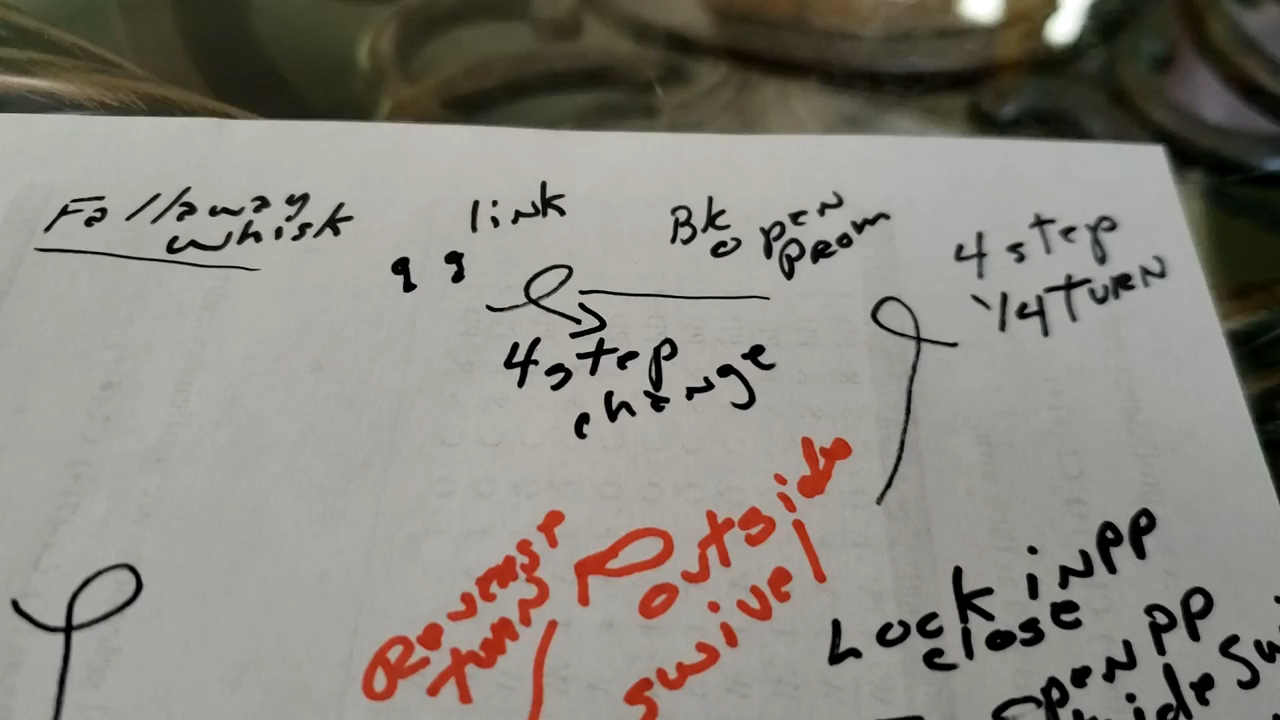 Fallaway
whisk
link
qq
Bk open
PROM
4 step
1/4 TURN
4 step
change
Reverse
turn
Outside
swivel
Lock in PP
close
Open PP